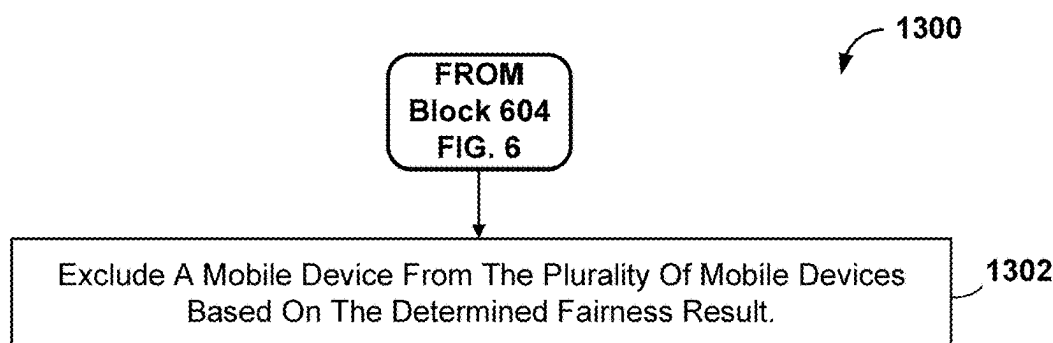 1300
FROM
Block 604
FIG. 6
Exclude A Mobile Device From The Plurality Of Mobile Devices
Based On The Determined Fairness Result.
1302